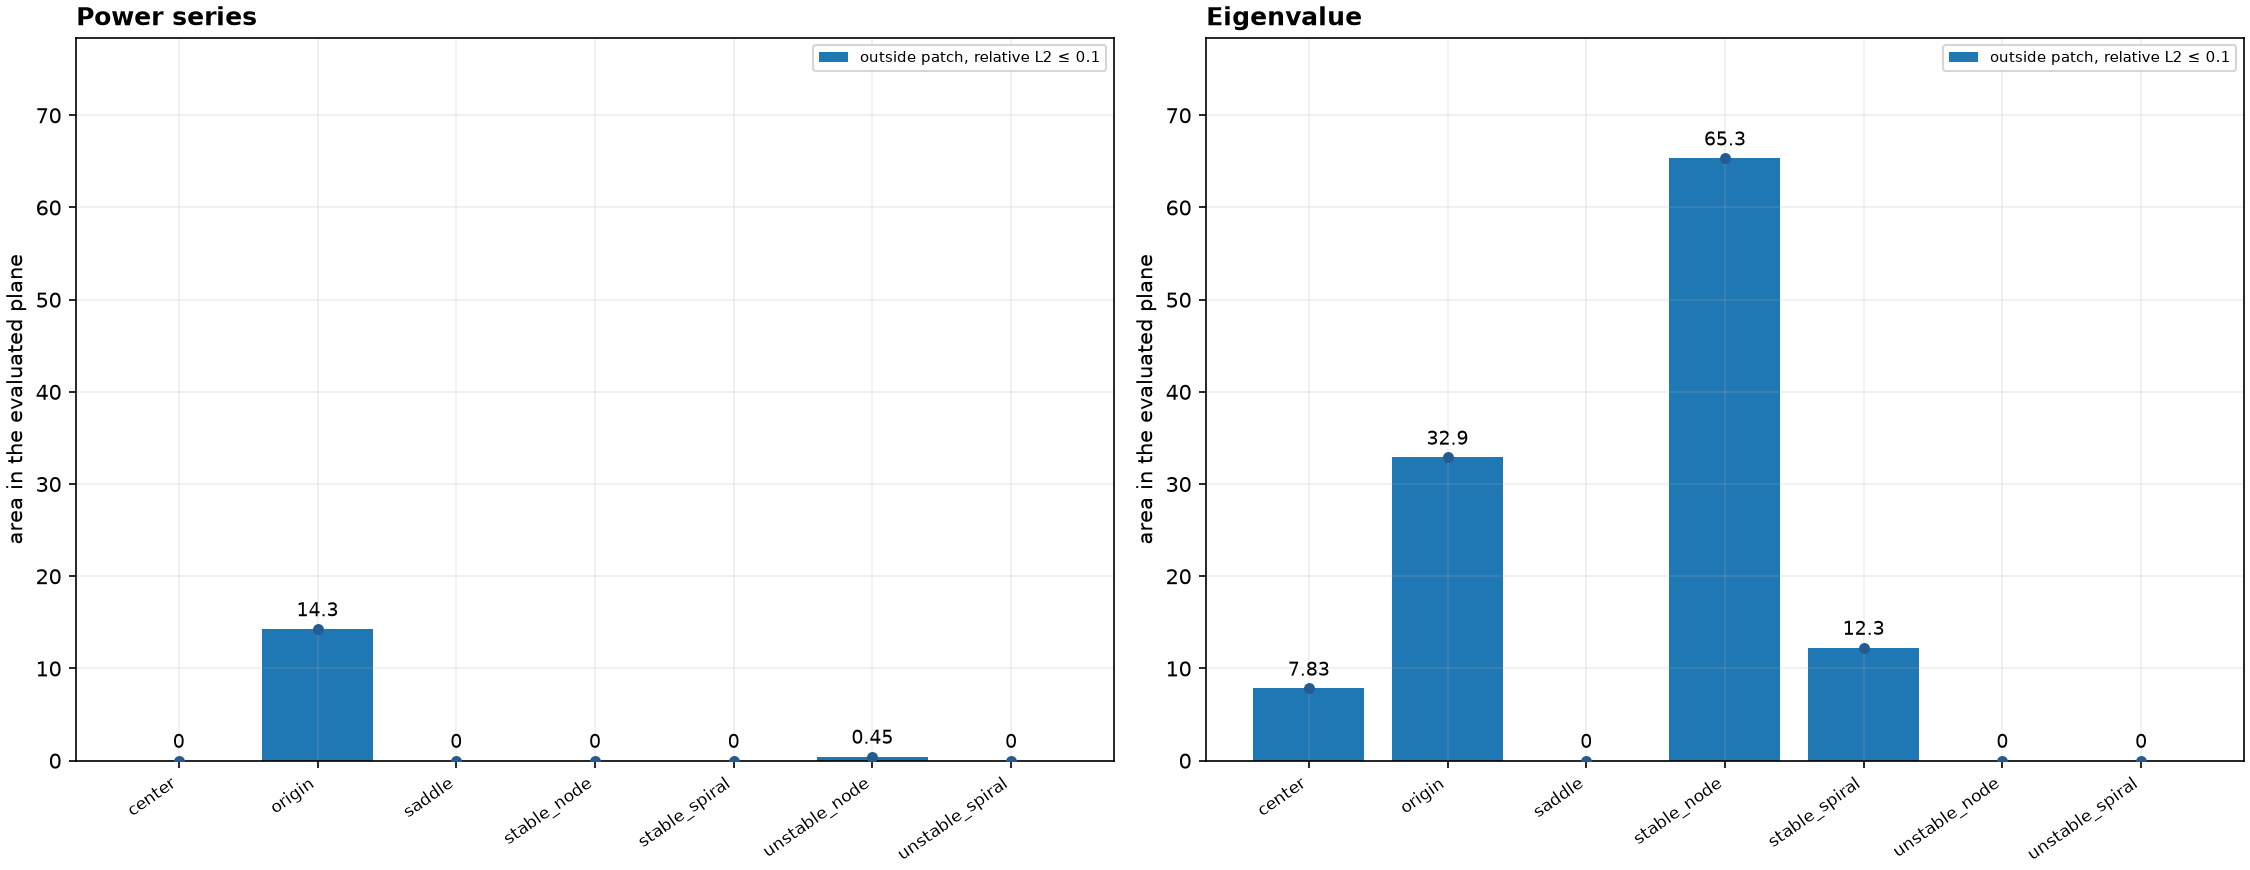 Power series
outside patch, relative L2 ≤ 0.1
area in the evaluated plane
70
60
50
40
30
20
10
0
0
14.3
0
0
0
0.45
0
center
origin
saddle
stable_node
stable_spiral
unstable_node
unstable_spiral
Eigenvalue
outside patch, relative L2 ≤ 0.1
area in the evaluated plane
70
60
50
40
30
20
10
0
7.83
32.9
0
65.3
12.3
0
0
center
origin
saddle
stable_node
stable_spiral
unstable_node
unstable_spiral